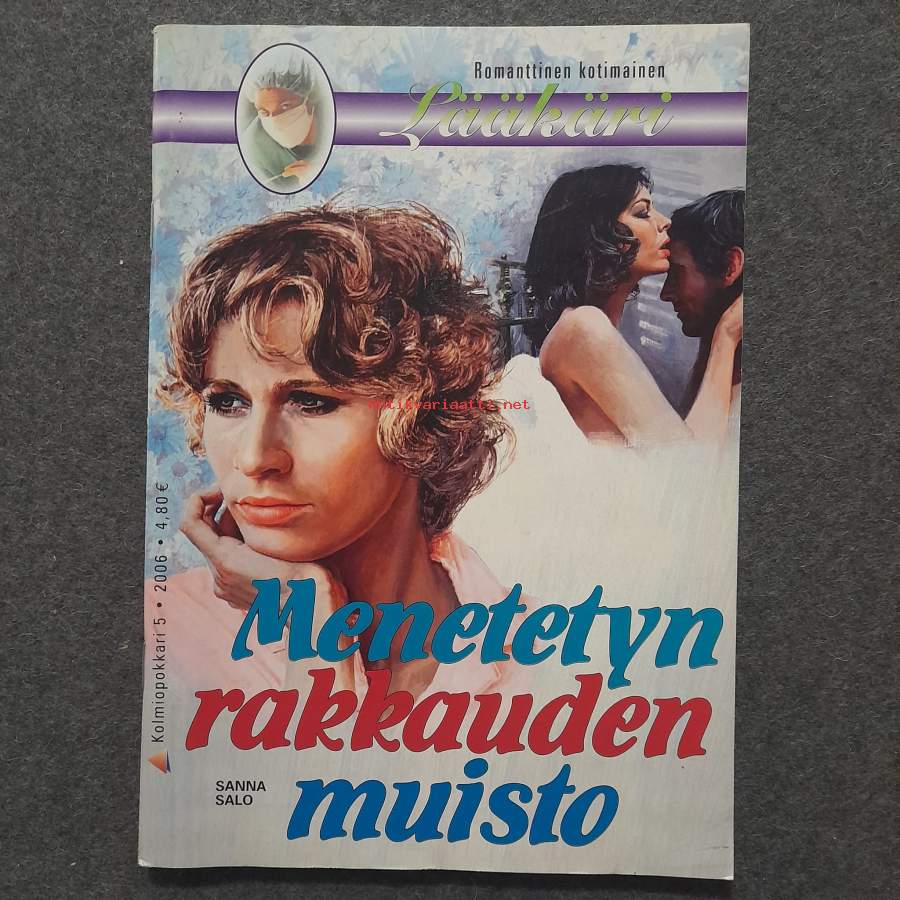 Romanttinen kotimainen
Lääkäri
antikvariaatti.net
Kolmiopokkari 5 • 2006 • 4,80 €
Menetetyn
rakkauden
muisto
SANNA
SALO